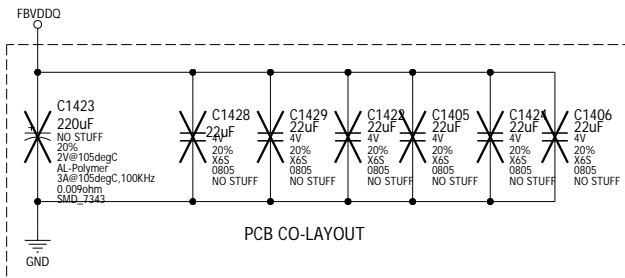 FBVDDQ
C1423
220uF
NO STUFF
20%
2V@105degC
AL-Polymer
3A@105degC,100KHz
0.009ohm
SMD_7343
C1428
22uF
4V
20%
X6S
0805
NO STUFF
C1429
22uF
4V
20%
X6S
0805
NO STUFF
C1422
22uF
4V
20%
X6S
0805
NO STUFF
C1405
22uF
4V
20%
X6S
0805
NO STUFF
C1424
22uF
4V
20%
X6S
0805
NO STUFF
C1406
22uF
4V
20%
X6S
0805
NO STUFF
GND
PCB CO-LAYOUT